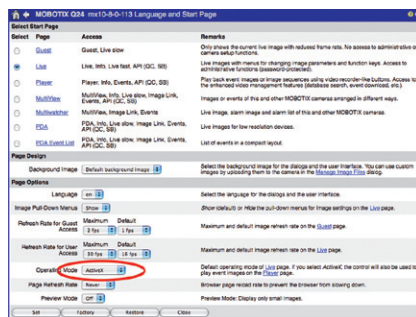 MOBOTIX Q24 mx10-8-0-113 Language and Start Page
Select Start Page
Select Page Access Remarks
Guest Guest, Live slow Only shows the current live image with reduced frame rate. No access to administrative or
camera setup functions.
Live Live, Info, Live fast, API (QC, SB) Live images with menus for changing image parameters and function keys. Access to
administrative functions (password-protected).
Player Player, Info, Events, API (QC, SB) Play back event images or image sequences using video recorder-like buttons. Access to
the enhanced video management features (database search, event download, etc.)
MultiView MultiView, Info, Live slow, Image Link,
Events, API (QC, SB) Images or events of this and other MOBOTIX cameras arranged in different ways.
Multiwatcher MultiView, Image Link, Events Live image, alarm image and alarm list of this and other MOBOTIX cameras.
PDA PDA, Info, Live slow, Image Link, Events,
API (QC, SB) Live images for low resolution devices.
PDA Event List PDA, Info, Live slow, Image Link, Events,
API (QC, SB) List of events in a compact layout.
Page Design
Background Image Default background image Select the background image for the dialogs and the user interface. You can use custom
images by uploading them to the camera in the Manage Image Files dialog.
Page Options
Language en Select the language for the dialogs and the user interface.
Image Pull-Down Menus Show Show (default) or Hide the pull-down menus for image settings on the Live page.
Refresh Rate for Guest
Access Maximum Default
2 fps 1 fps Maximum and default image refresh rate on the Guest page.
Refresh Rate for User
Access Maximum Default
30 fps 16 fps Maximum and default image refresh rate on the Live page.
Operating Mode ActiveX Default operating mode of Live page. If you select ActiveX, the control will also be used to
play event images on the Player page.
Page Refresh Rate Never Browser page reload rate to prevent the browser from slowing down.
Preview Mode Off Preview Mode: Display only small images.
Set Factory Restore Close